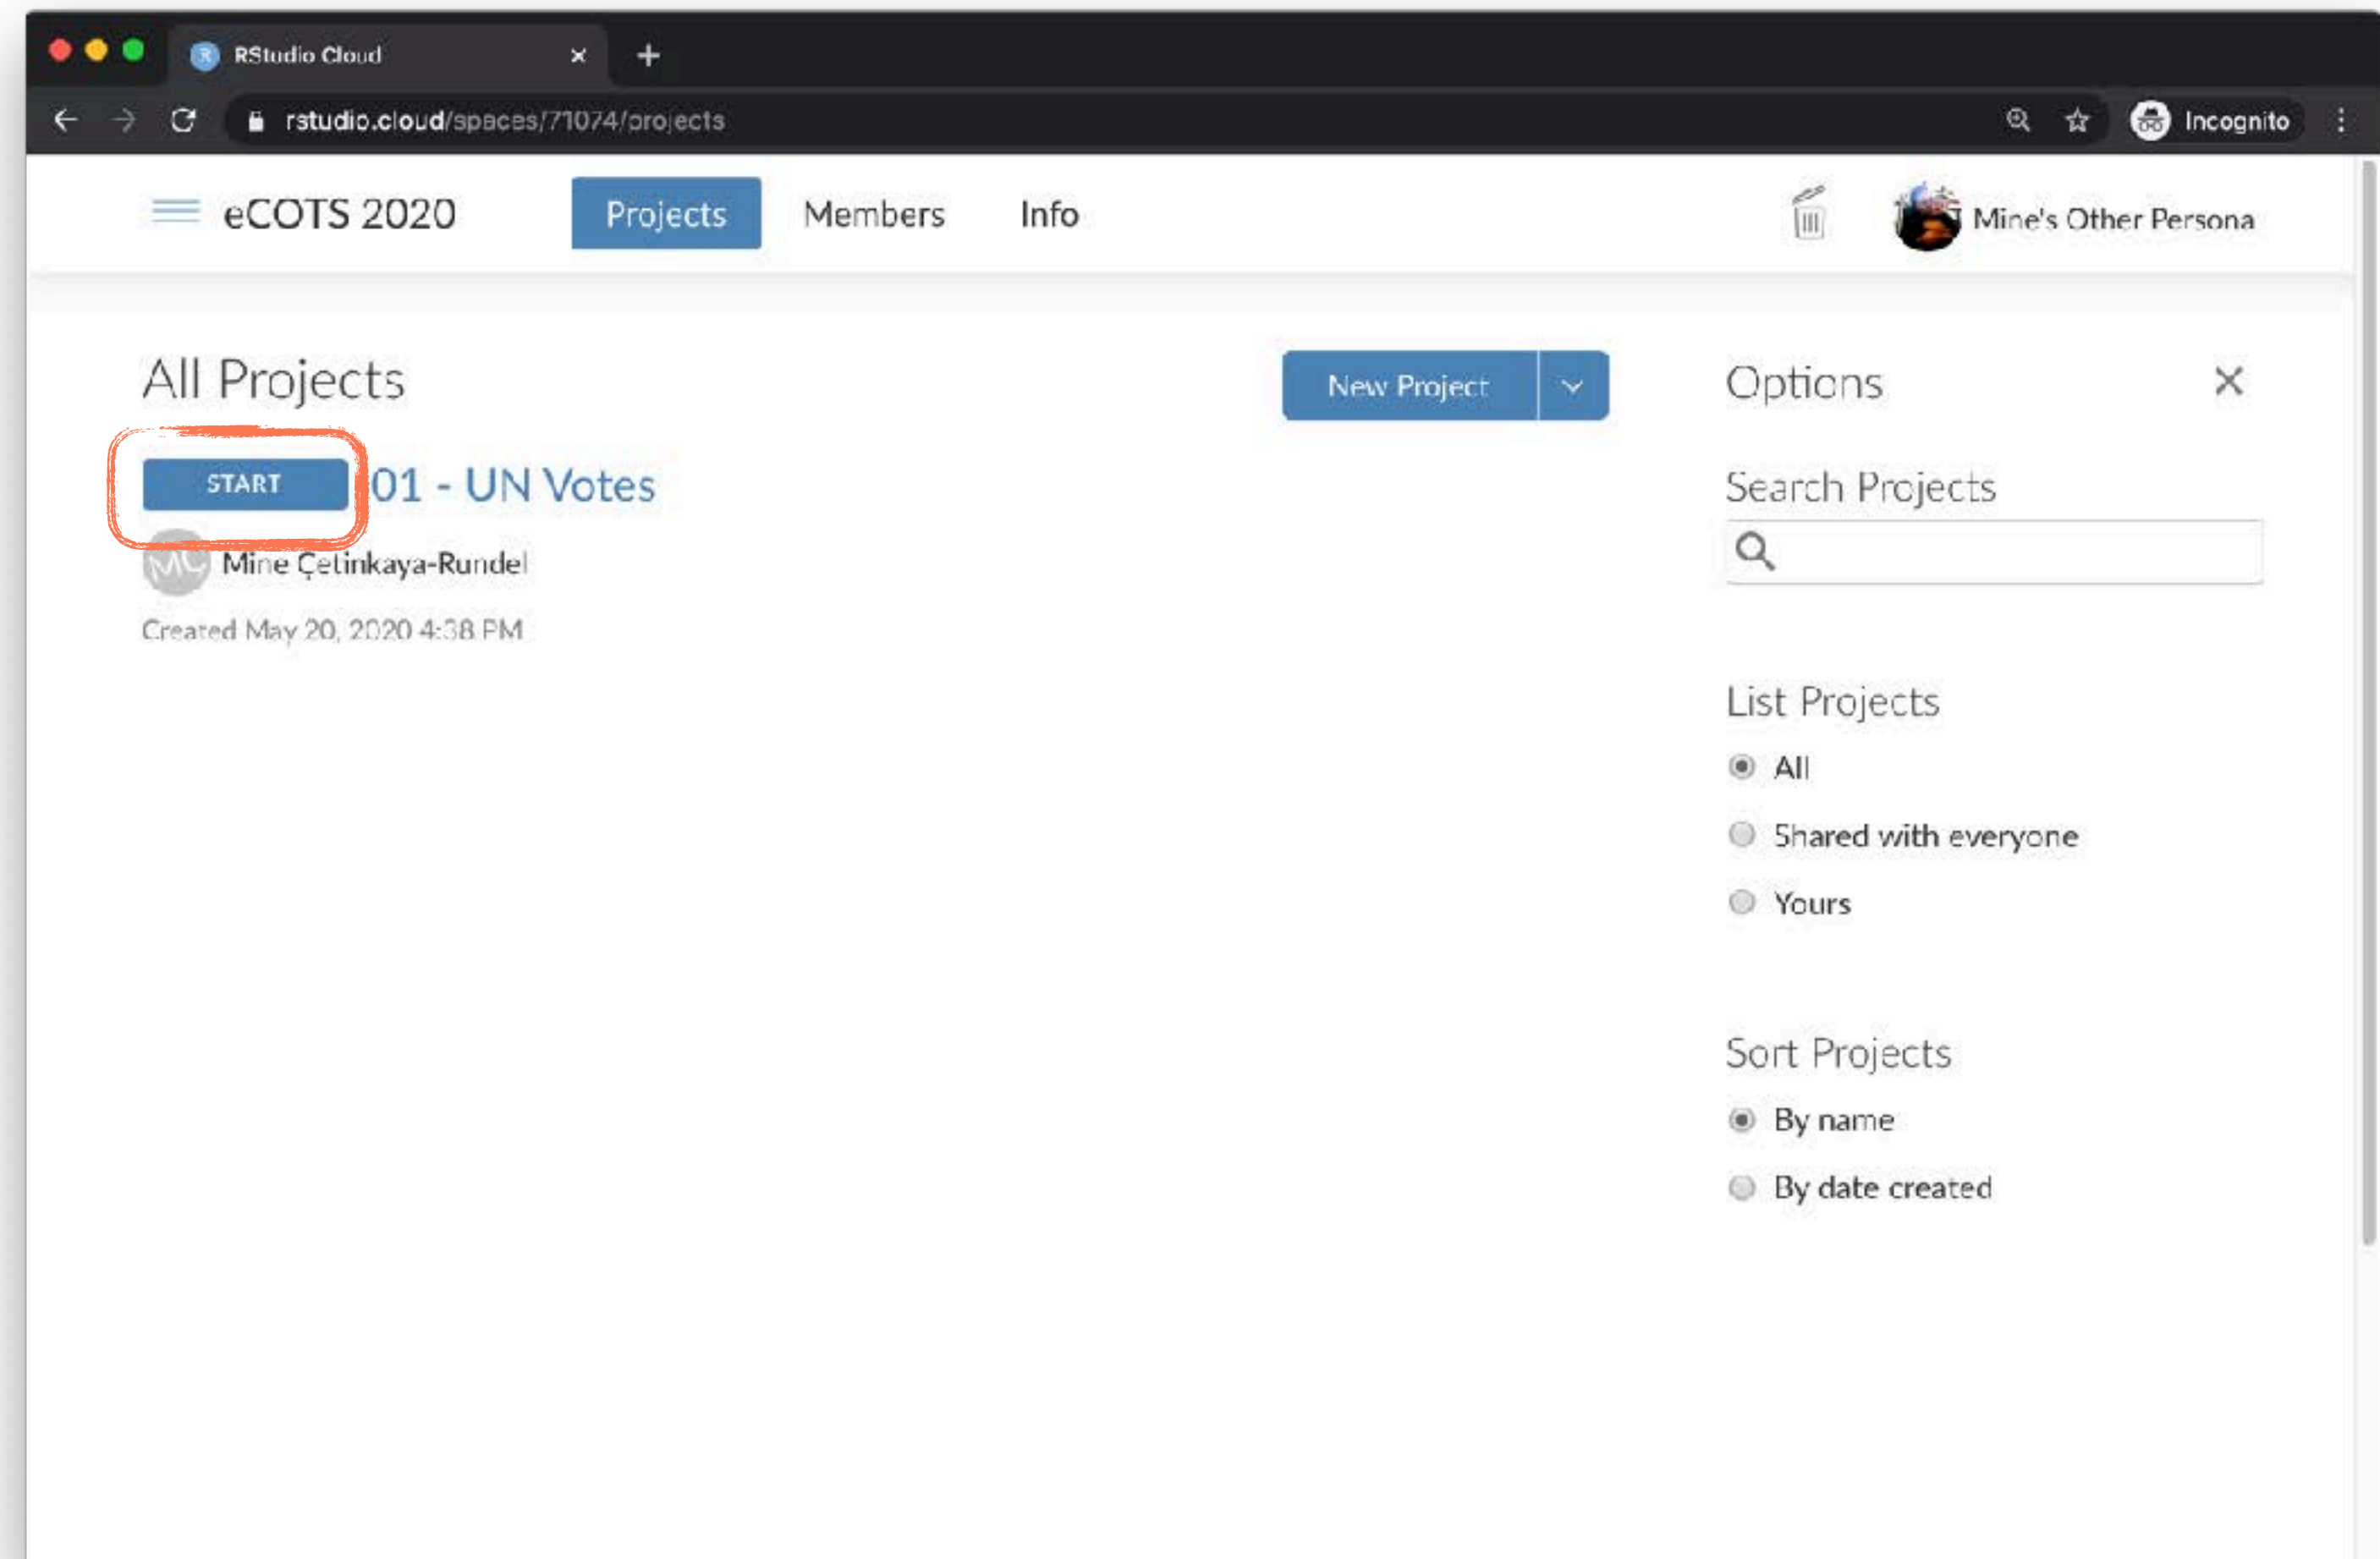 RStudio Cloud
rstudio.cloud/spaces/71074/projects
Incognito
eCOTS 2020
Projects
Members
Info
Mine's Other Persona
All Projects
New Project
START
01 - UN Votes
MC
Mine Çetinkaya-Rundel
Created May 20, 2020 4:38 PM
Options
Search Projects
List Projects
All
Shared with everyone
Yours
Sort Projects
By name
By date created